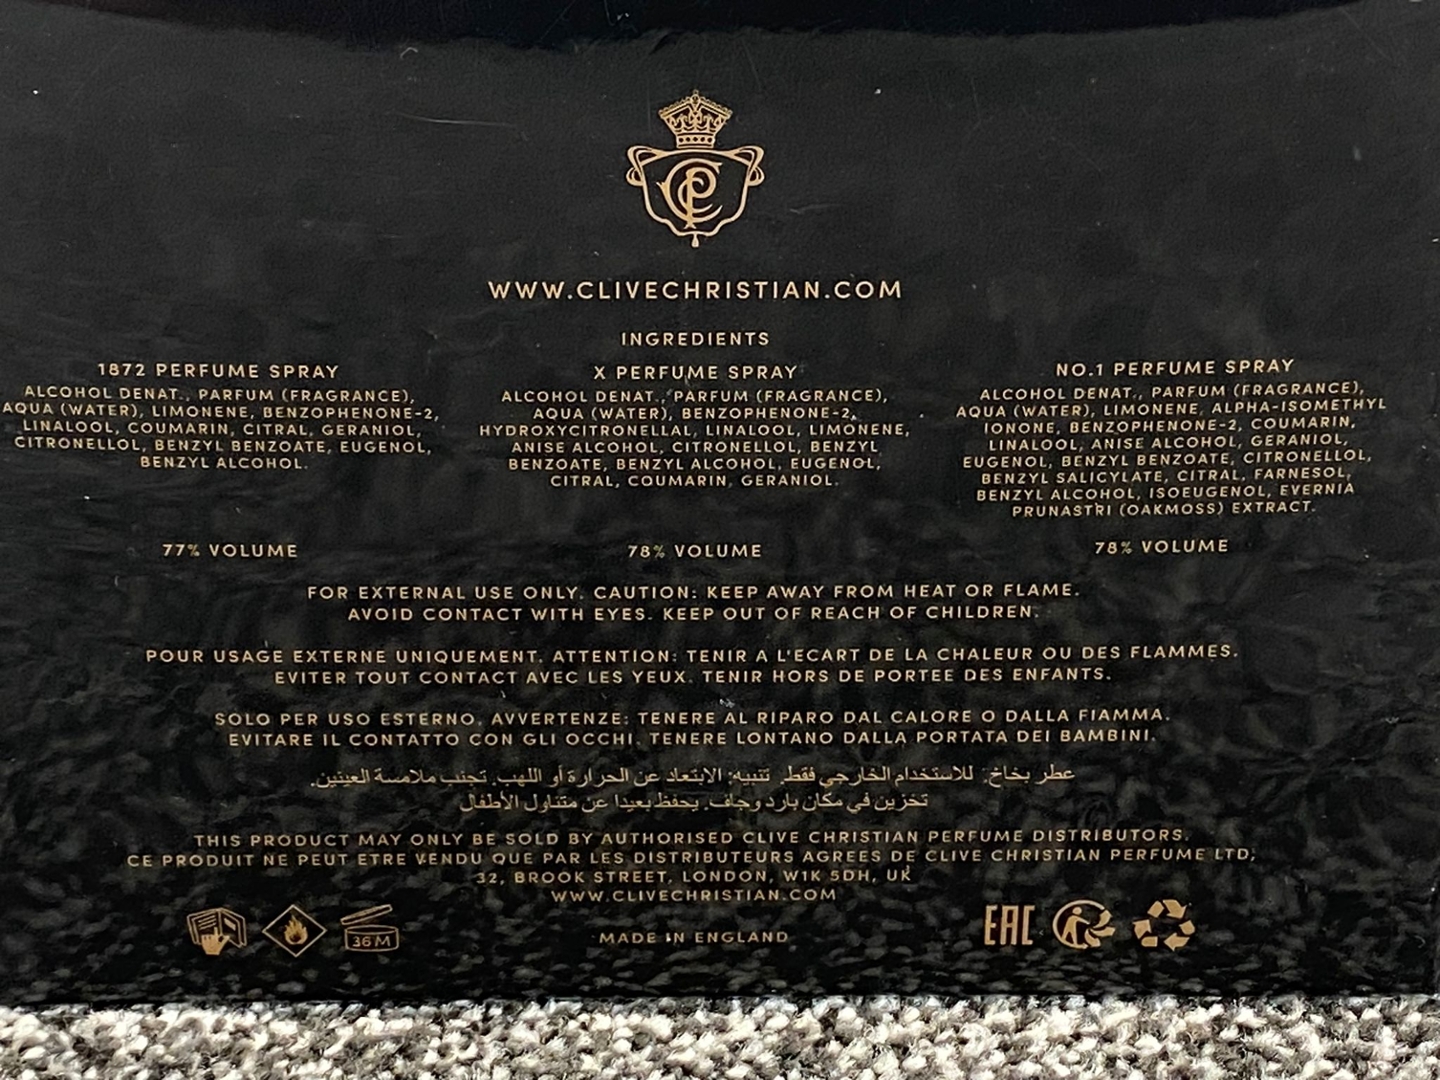 WWW.CLIVECHRISTIAN.COM
INGREDIENTS
1872 PERFUME SPRAY
ALCOHOL DENAT., PARFUM (FRAGRANCE),
AQUA (WATER), LIMONENE, BENZOPHENONE-2,
LINALOOL, COUMARIN, CITRAL, GERANIOL,
CITRONELLOL, BENZYL BENZOATE, EUGENOL,
BENZYL ALCOHOL.
77% VOLUME
X PERFUME SPRAY
ALCOHOL DENAT., PARFUM (FRAGRANCE),
AQUA (WATER), BENZOPHENONE-2,
HYDROXYCITRONELLAL, LINALOOL, LIMONENE,
ANISE ALCOHOL, CITRONELLOL, BENZYL
BENZOATE, BENZYL ALCOHOL, EUGENOL,
CITRAL, COUMARIN, GERANIOL.
78% VOLUME
NO.1 PERFUME SPRAY
ALCOHOL DENAT., PARFUM (FRAGRANCE),
AQUA (WATER), LIMONENE, ALPHA-ISOMETHYL
IONONE, BENZOPHENONE-2, COUMARIN,
LINALOOL, ANISE ALCOHOL, GERANIOL,
EUGENOL, BENZYL BENZOATE, CITRONELLOL,
BENZYL SALICYLATE, CITRAL, FARNESOL,
BENZYL ALCOHOL, ISOEUGENOL, EVERNIA
PRUNASTRI (OAKMOSS) EXTRACT.
78% VOLUME
FOR EXTERNAL USE ONLY. CAUTION: KEEP AWAY FROM HEAT OR FLAME.
AVOID CONTACT WITH EYES. KEEP OUT OF REACH OF CHILDREN.
POUR USAGE EXTERNE UNIQUEMENT. ATTENTION: TENIR A L'ECART DE LA CHALEUR OU DES FLAMMES.
EVITER TOUT CONTACT AVEC LES YEUX. TENIR HORS DE PORTEE DES ENFANTS.
SOLO PER USO ESTERNO. AVVERTENZE: TENERE AL RIPARO DAL CALORE O DALLA FIAMMA.
EVITARE IL CONTATTO CON GLI OCCHI. TENERE LONTANO DALLA PORTATA DEI BAMBINI.
عطر بخاخ: للاستخدام الخارجي فقط. تنبيه: الابتعاد عن الحرارة أو اللهب. تجنب ملامسة العينين.
تخزين في مكان بارد وجاف. يحفظ بعيدا عن متناول الأطفال
THIS PRODUCT MAY ONLY BE SOLD BY AUTHORISED CLIVE CHRISTIAN PERFUME DISTRIBUTORS.
CE PRODUIT NE PEUT ETRE VENDU QUE PAR LES DISTRIBUTEURS AGREES DE CLIVE CHRISTIAN PERFUME LTD,
32, BROOK STREET, LONDON, W1K 5DH, UK
WWW.CLIVECHRISTIAN.COM
36M
MADE IN ENGLAND
EAC